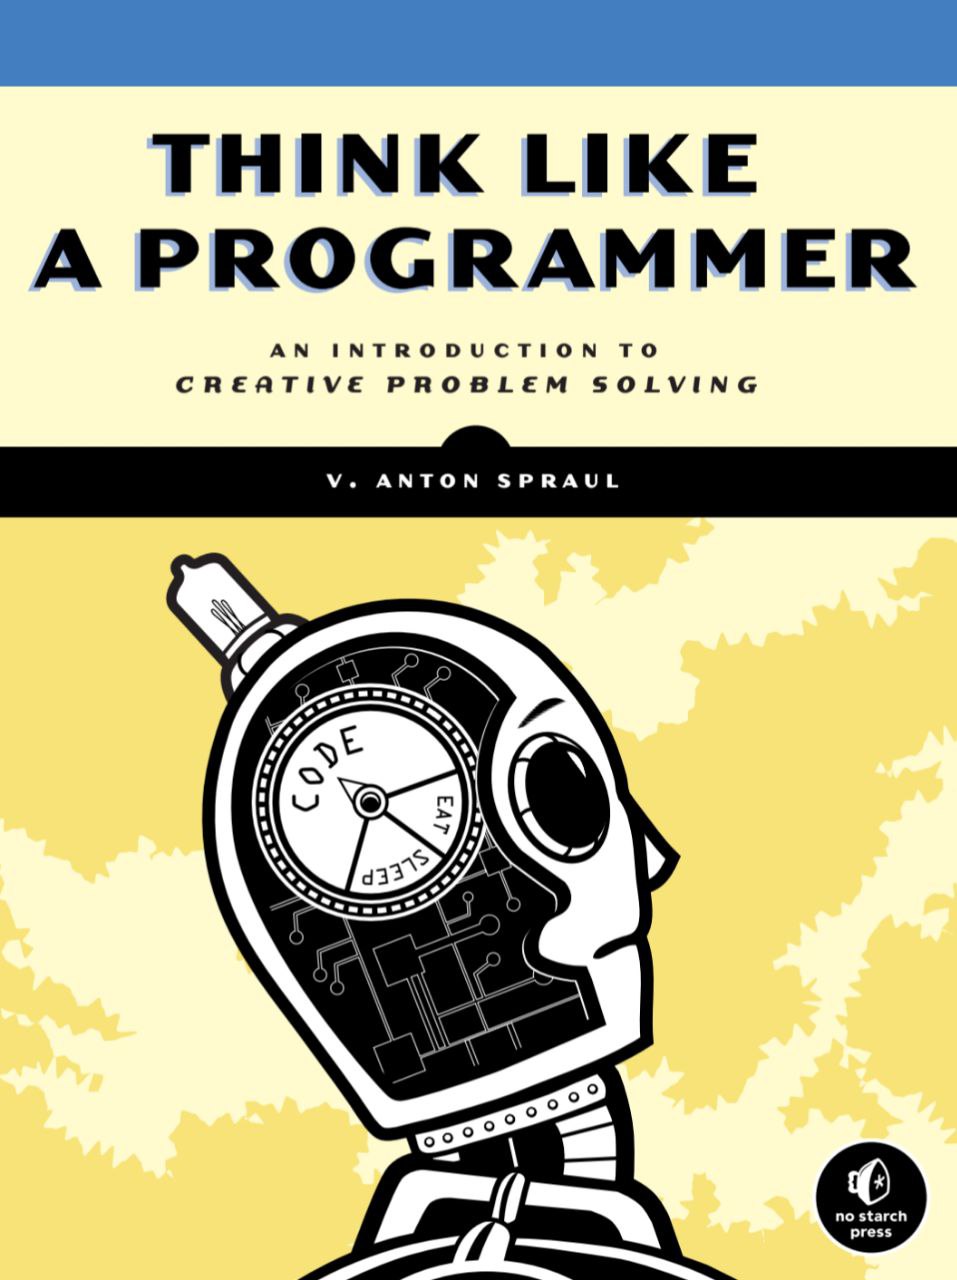 THINK LIKE
A PROGRAMMER
AN INTRODUCTION TO
CREATIVE PROBLEM SOLVING
V. ANTON SPRAUL
CODE
EAT
SLEEP
no starch
press